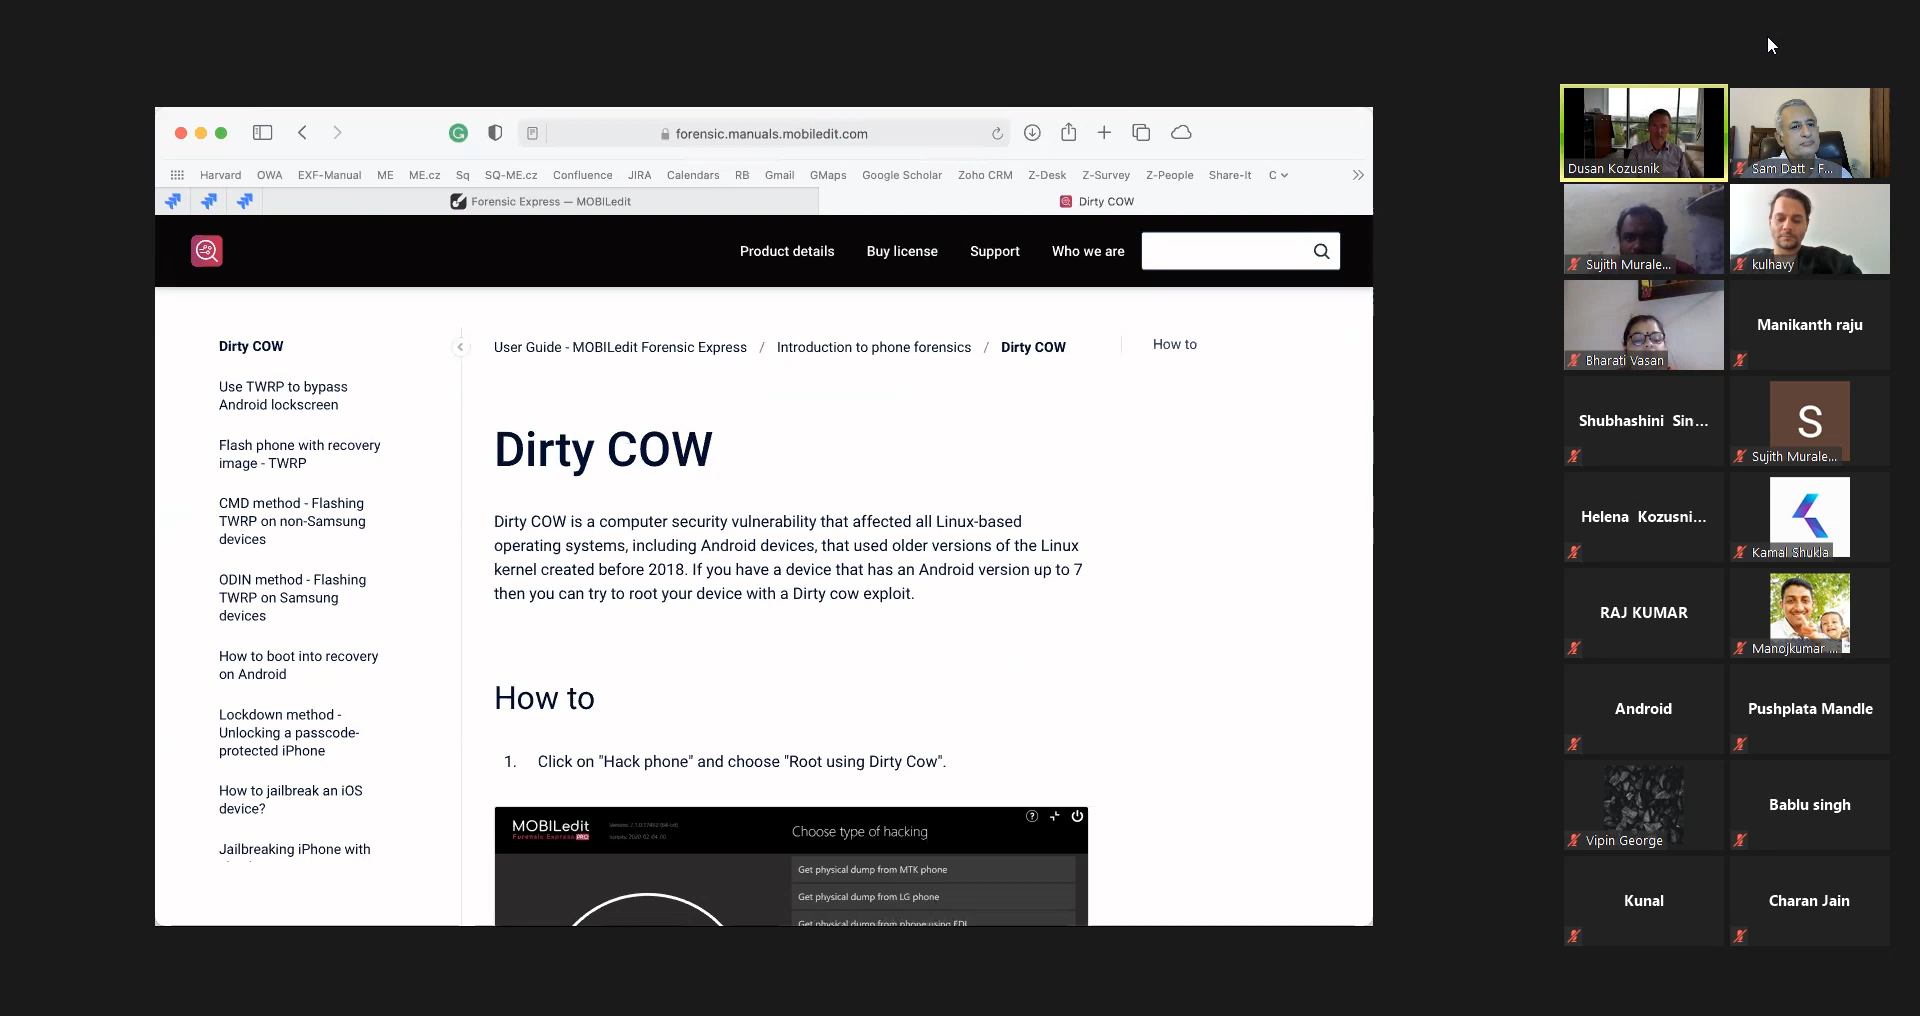 forensic.manuals.mobiledit.com
Harvard OWA EXF-Manual ME ME.cz Sq SQ-ME.cz Confluence JIRA Calendars RB Gmail GMaps Google Scholar Zoho CRM Z-Desk Z-Survey Z-People Share-It C
Forensic Express — MOBILedit
Dirty COW
Product details Buy license Support Who we are
Dirty COW
Use TWRP to bypass
Android lockscreen
Flash phone with recovery
image - TWRP
CMD method - Flashing
TWRP on non-Samsung
devices
ODIN method - Flashing
TWRP on Samsung
devices
How to boot into recovery
on Android
Lockdown method -
Unlocking a passcode-
protected iPhone
How to jailbreak an iOS
device?
Jailbreaking iPhone with
User Guide - MOBILedit Forensic Express / Introduction to phone forensics / Dirty COW
How to
Dirty COW
Dirty COW is a computer security vulnerability that affected all Linux-based
operating systems, including Android devices, that used older versions of the Linux
kernel created before 2018. If you have a device that has an Android version up to 7
then you can try to root your device with a Dirty cow exploit.
How to
1. Click on "Hack phone" and choose "Root using Dirty Cow".
MOBILedit
Forensic Express PRO
Choose type of hacking
Get physical dump from MTK phone
Get physical dump from LG phone
Get physical dump from phone using EDL
Dusan Kozusnik
Sam Datt - F...
Sujith Murale...
kulhavy
Bharati Vasan
Manikanth raju
Shubhashini Sin...
S
Sujith Murale...
Helena Kozusni...
Kamal Shukla
RAJ KUMAR
Manojkumar ...
Android
Pushplata Mandle
Vipin George
Bablu singh
Kunal
Charan Jain